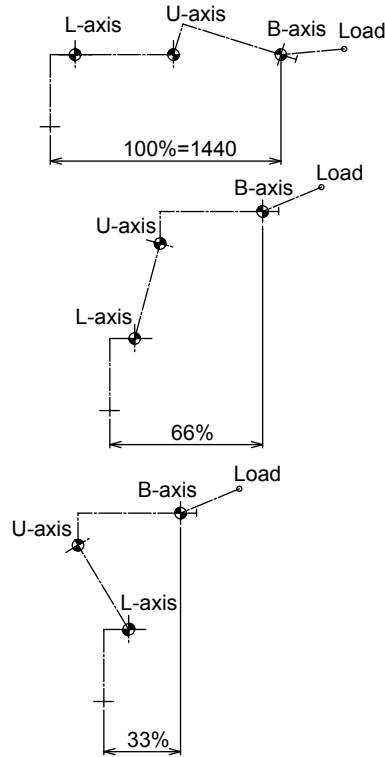 L-axis
U-axis
B-axis
Load
100%=1440
Load
B-axis
U-axis
L-axis
66%
Load
B-axis
U-axis
L-axis
33%